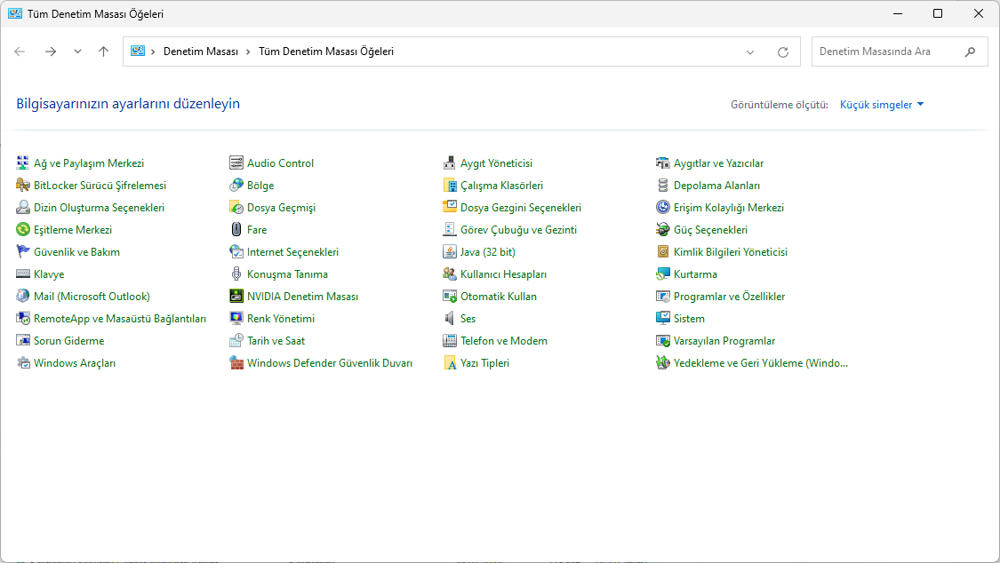 Tüm Denetim Masası Öğeleri
Denetim Masası > Tüm Denetim Masası Öğeleri
Denetim Masasında Ara
Bilgisayarınızın ayarlarını düzenleyin
Görüntüleme ölçütü: Küçük simgeler
Ağ ve Paylaşım Merkezi
Audio Control
Aygıt Yöneticisi
Aygıtlar ve Yazıcılar
BitLocker Sürücü Şifrelemesi
Bölge
Çalışma Klasörleri
Depolama Alanları
Dizin Oluşturma Seçenekleri
Dosya Geçmişi
Dosya Gezgini Seçenekleri
Erişim Kolaylığı Merkezi
Eşitleme Merkezi
Fare
Görev Çubuğu ve Gezinti
Güç Seçenekleri
Güvenlik ve Bakım
Internet Seçenekleri
Java (32 bit)
Kimlik Bilgileri Yöneticisi
Klavye
Konuşma Tanıma
Kullanıcı Hesapları
Kurtarma
Mail (Microsoft Outlook)
NVIDIA Denetim Masası
Otomatik Kullan
Programlar ve Özellikler
RemoteApp ve Masaüstü Bağlantıları
Renk Yönetimi
Ses
Sistem
Sorun Giderme
Tarih ve Saat
Telefon ve Modem
Varsayılan Programlar
Windows Araçları
Windows Defender Güvenlik Duvarı
Yazı Tipleri
Yedekleme ve Geri Yükleme (Windo...